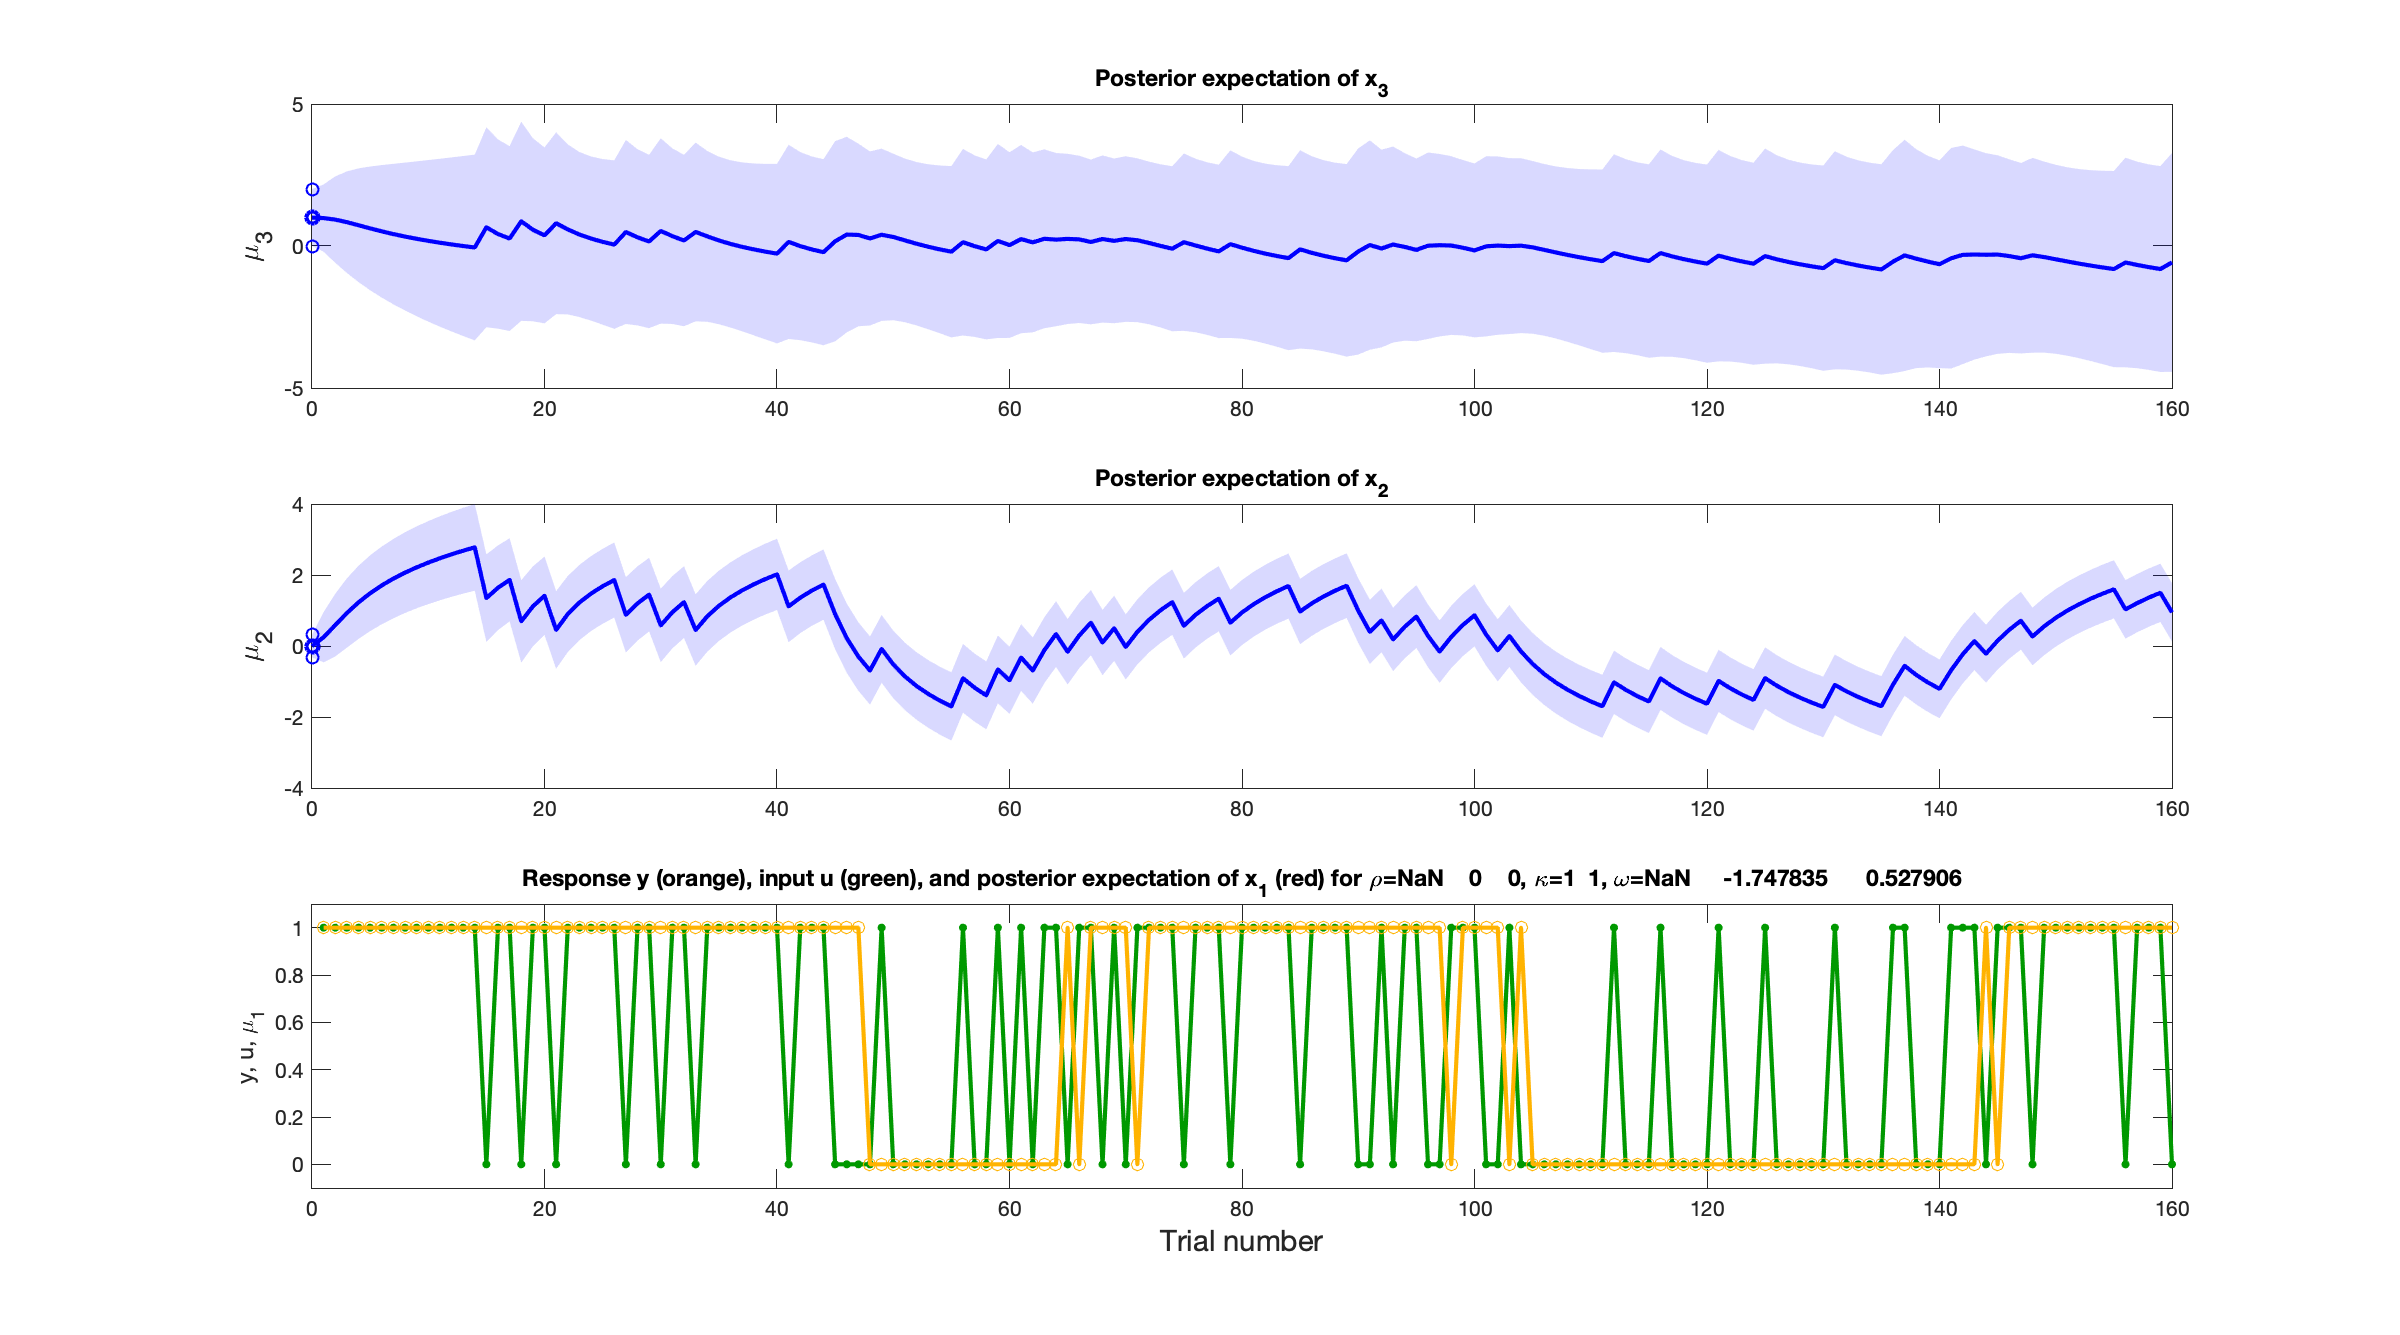 Posterior expectation of x3
5
0
-5
μ3
0 20 40 60 80 100 120 140 160
Posterior expectation of x2
4
2
0
-2
-4
μ2
0 20 40 60 80 100 120 140 160
Response y (orange), input u (green), and posterior expectation of x1 (red) for ρ=NaN 0 0, κ=1 1, ω=NaN -1.747835 0.527906
1
0.8
0.6
0.4
0.2
0
y, u, μ1
0 20 40 60 80 100 120 140 160
Trial number